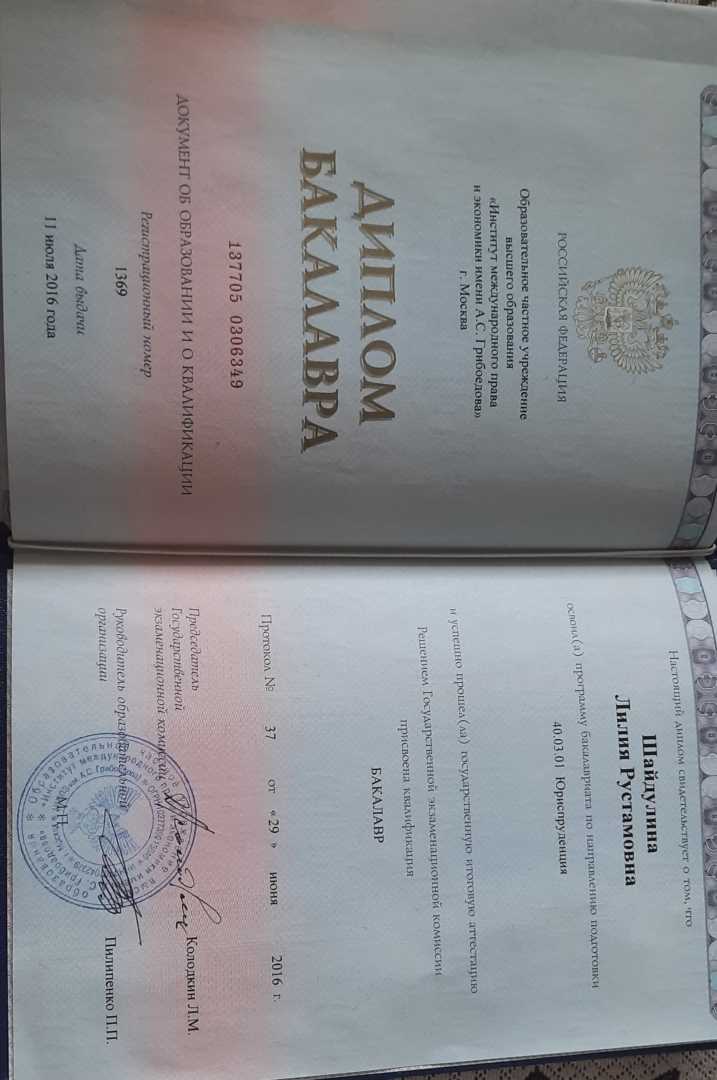 РОССИЙСКАЯ ФЕДЕРАЦИЯ
Образовательное частное учреждение
высшего образования
«Институт международного права
и экономики имени А.С. Грибоедова»
г. Москва
ДИПЛОМ
БАКАЛАВРА
137705 0306349
ДОКУМЕНТ ОБ ОБРАЗОВАНИИ И О КВАЛИФИКАЦИИ
Регистрационный номер
1369
Дата выдачи
11 июля 2016 года
Настоящий диплом свидетельствует о том, что
Шайдулина
Лилия Рустамовна
освоил(а) программу бакалавриата по направлению подготовки
40.03.01 Юриспруденция
и успешно прошел(ла) государственную итоговую аттестацию
Решением Государственной экзаменационной комиссии
присвоена квалификация
БАКАЛАВР
Протокол № 37 от «29 » июня 2016 г.
Председатель
Государственной
экзаменационной комиссии Колодкин Л.М.
Руководитель образовательной
организации Пилипенко П.П.
М.П.